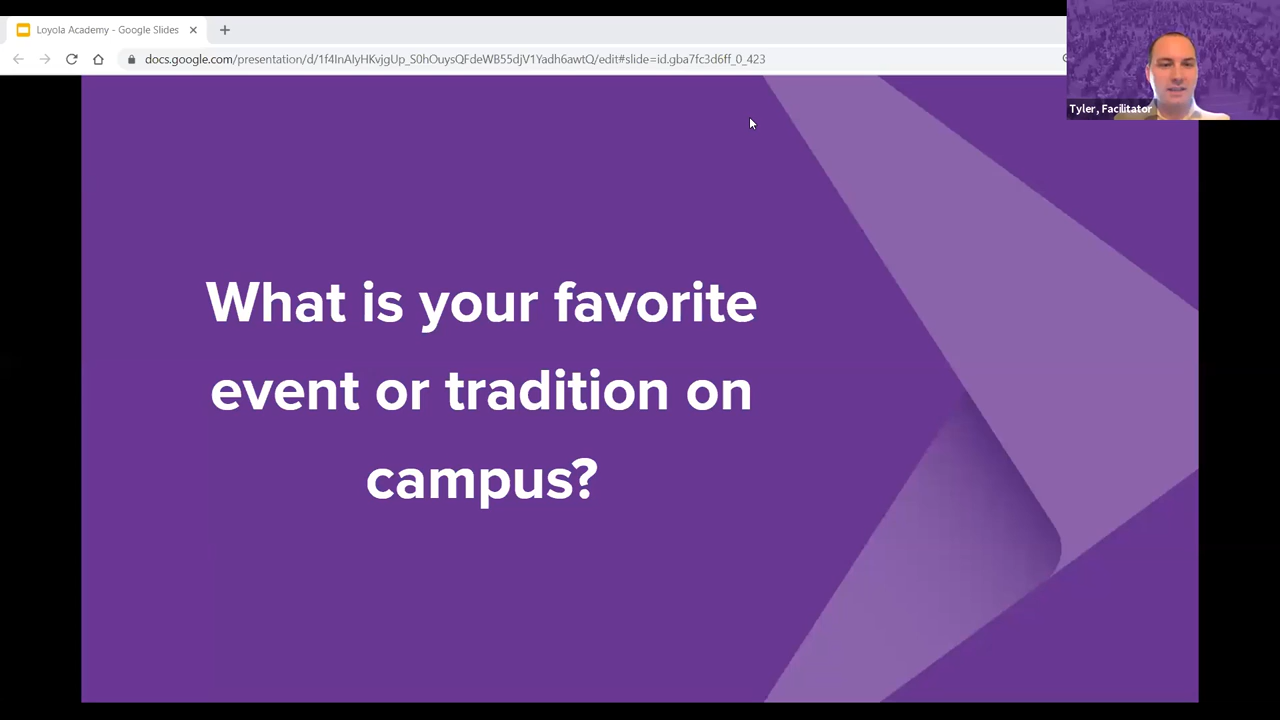 Loyola Academy - Google Slides
docs.google.com/presentation/d/1f4InAIyHKvjgUp_S0hOuysQFdeWB55djV1Yadh6awtQ/edit#slide=id.gba7fc3d6ff_0_423
Tyler, Facilitator
What is your favorite
event or tradition on
campus?